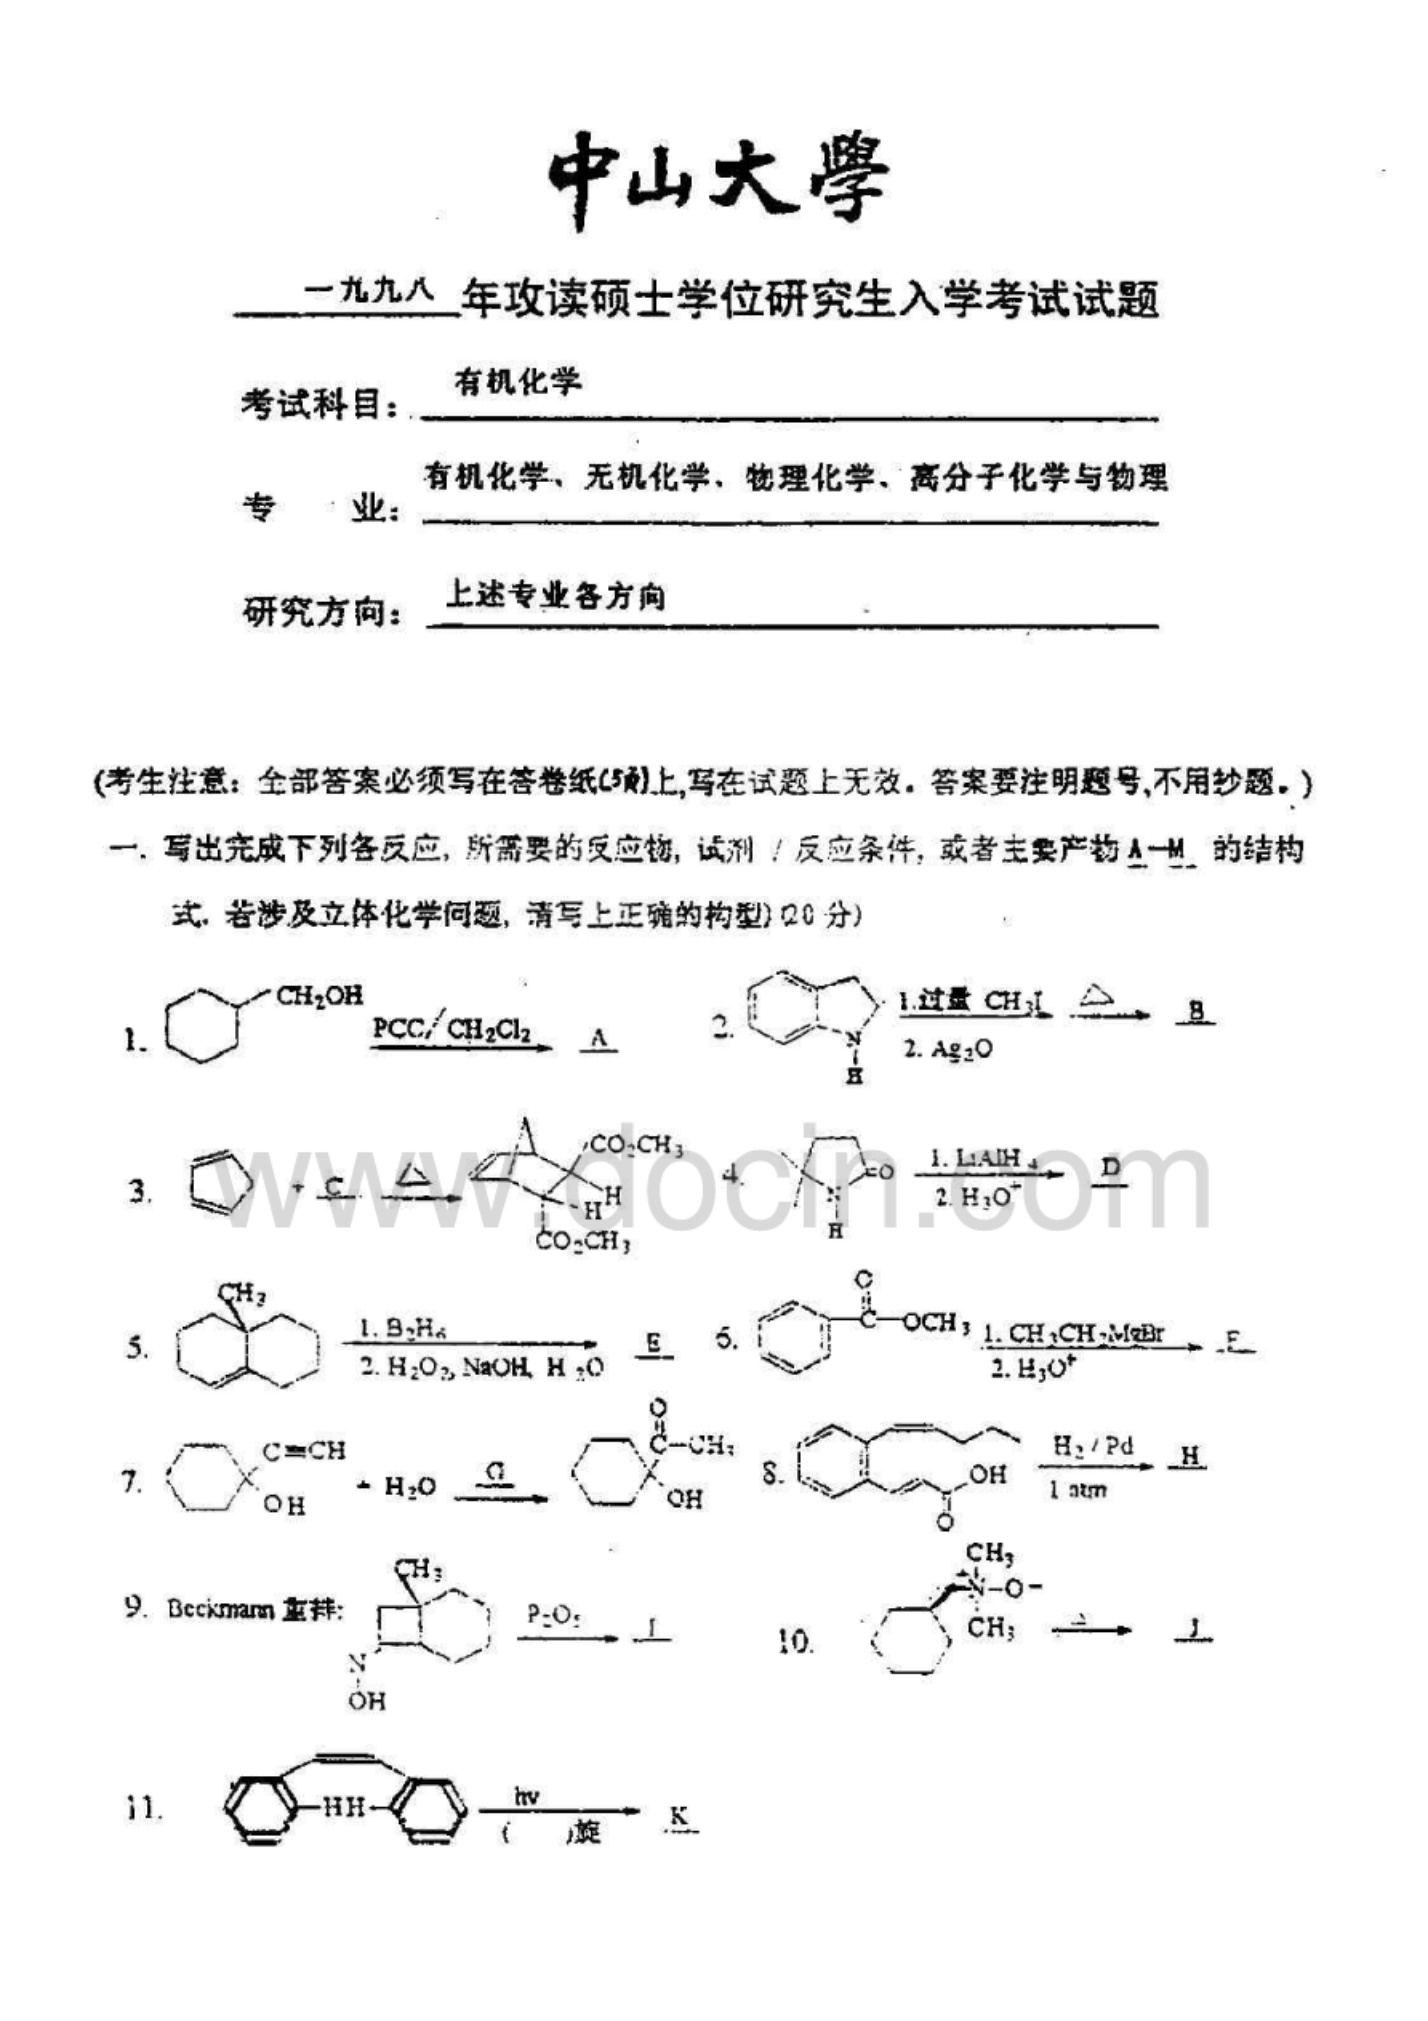 中山大學
一九九八 年攻读硕士学位研究生入学考试试题
考试科目： 有机化学
专 业： 有机化学、无机化学、物理化学、高分子化学与物理
研究方向： 上述专业各方向
(考生注意：全部答案必须写在答卷纸上,写在试题上无效。答案要注明题号,不用抄题。)
一. 写出完成下列各反应, 所需要的反应物, 试剂 / 反应条件, 或者主要产物 A—M 的结构
式. 若涉及立体化学问题, 请写上正确的构型) (20 分)
1. CH₂OH PCC/CH₂Cl₂ A
2. N H 1.过量 CH₃I 2. Ag₂O △ B
3. + C △ CO₂CH₃ H H CO₂CH₃
4. N H O 1. LiAlH₄ 2. H₃O⁺ D
5. CH₃ 1. B₂H₆ 2. H₂O₂, NaOH, H₂O E
6. O C OCH₃ 1. CH₃CH₂MgBr 2. H₃O⁺ F
7. C≡CH OH + H₂O G O C-CH₃ OH
8. OH O H₂ / Pd 1 atm H
9. Beckmann 重排: CH₃ N OH P₂O₅ I
10. CH₃ N⁺-O- CH₃ △ J
11. HH hv ( )旋 K
www.docin.com